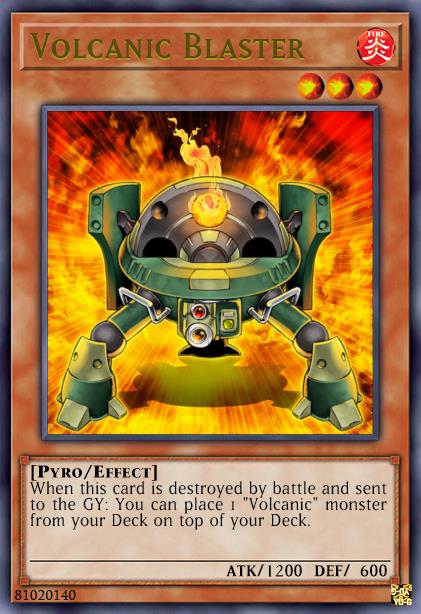 Volcanic Blaster
FIRE
炎
[Pyro/Effect]
When this card is destroyed by battle and sent
to the GY: You can place 1 "Volcanic" monster
from your Deck on top of your Deck.
ATK/1200 DEF/ 600
81020140